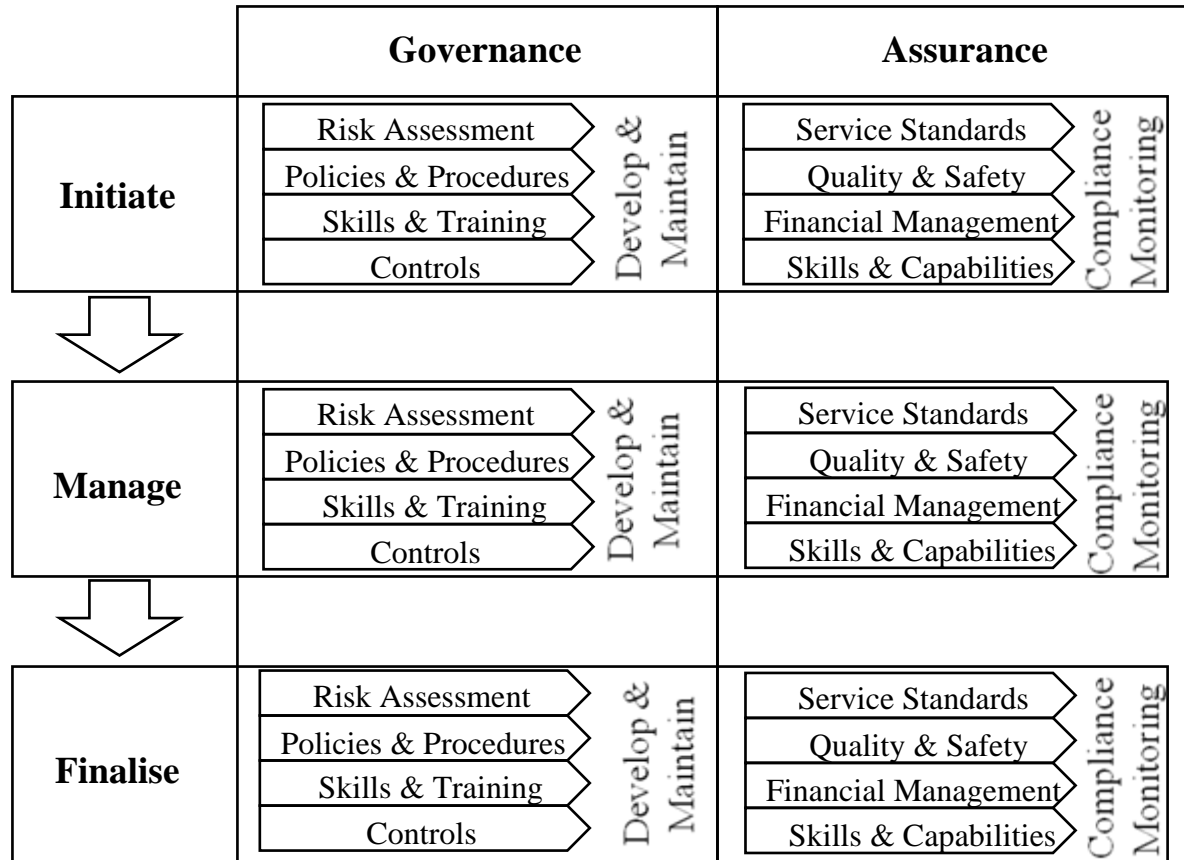 Governance
Assurance
Initiate
Risk Assessment
Policies & Procedures
Skills & Training
Controls
Develop &
Maintain
Service Standards
Quality & Safety
Financial Management
Skills & Capabilities
Compliance
Monitoring
Manage
Risk Assessment
Policies & Procedures
Skills & Training
Controls
Develop &
Maintain
Service Standards
Quality & Safety
Financial Management
Skills & Capabilities
Compliance
Monitoring
Finalise
Risk Assessment
Policies & Procedures
Skills & Training
Controls
Develop &
Maintain
Service Standards
Quality & Safety
Financial Management
Skills & Capabilities
Compliance
Monitoring